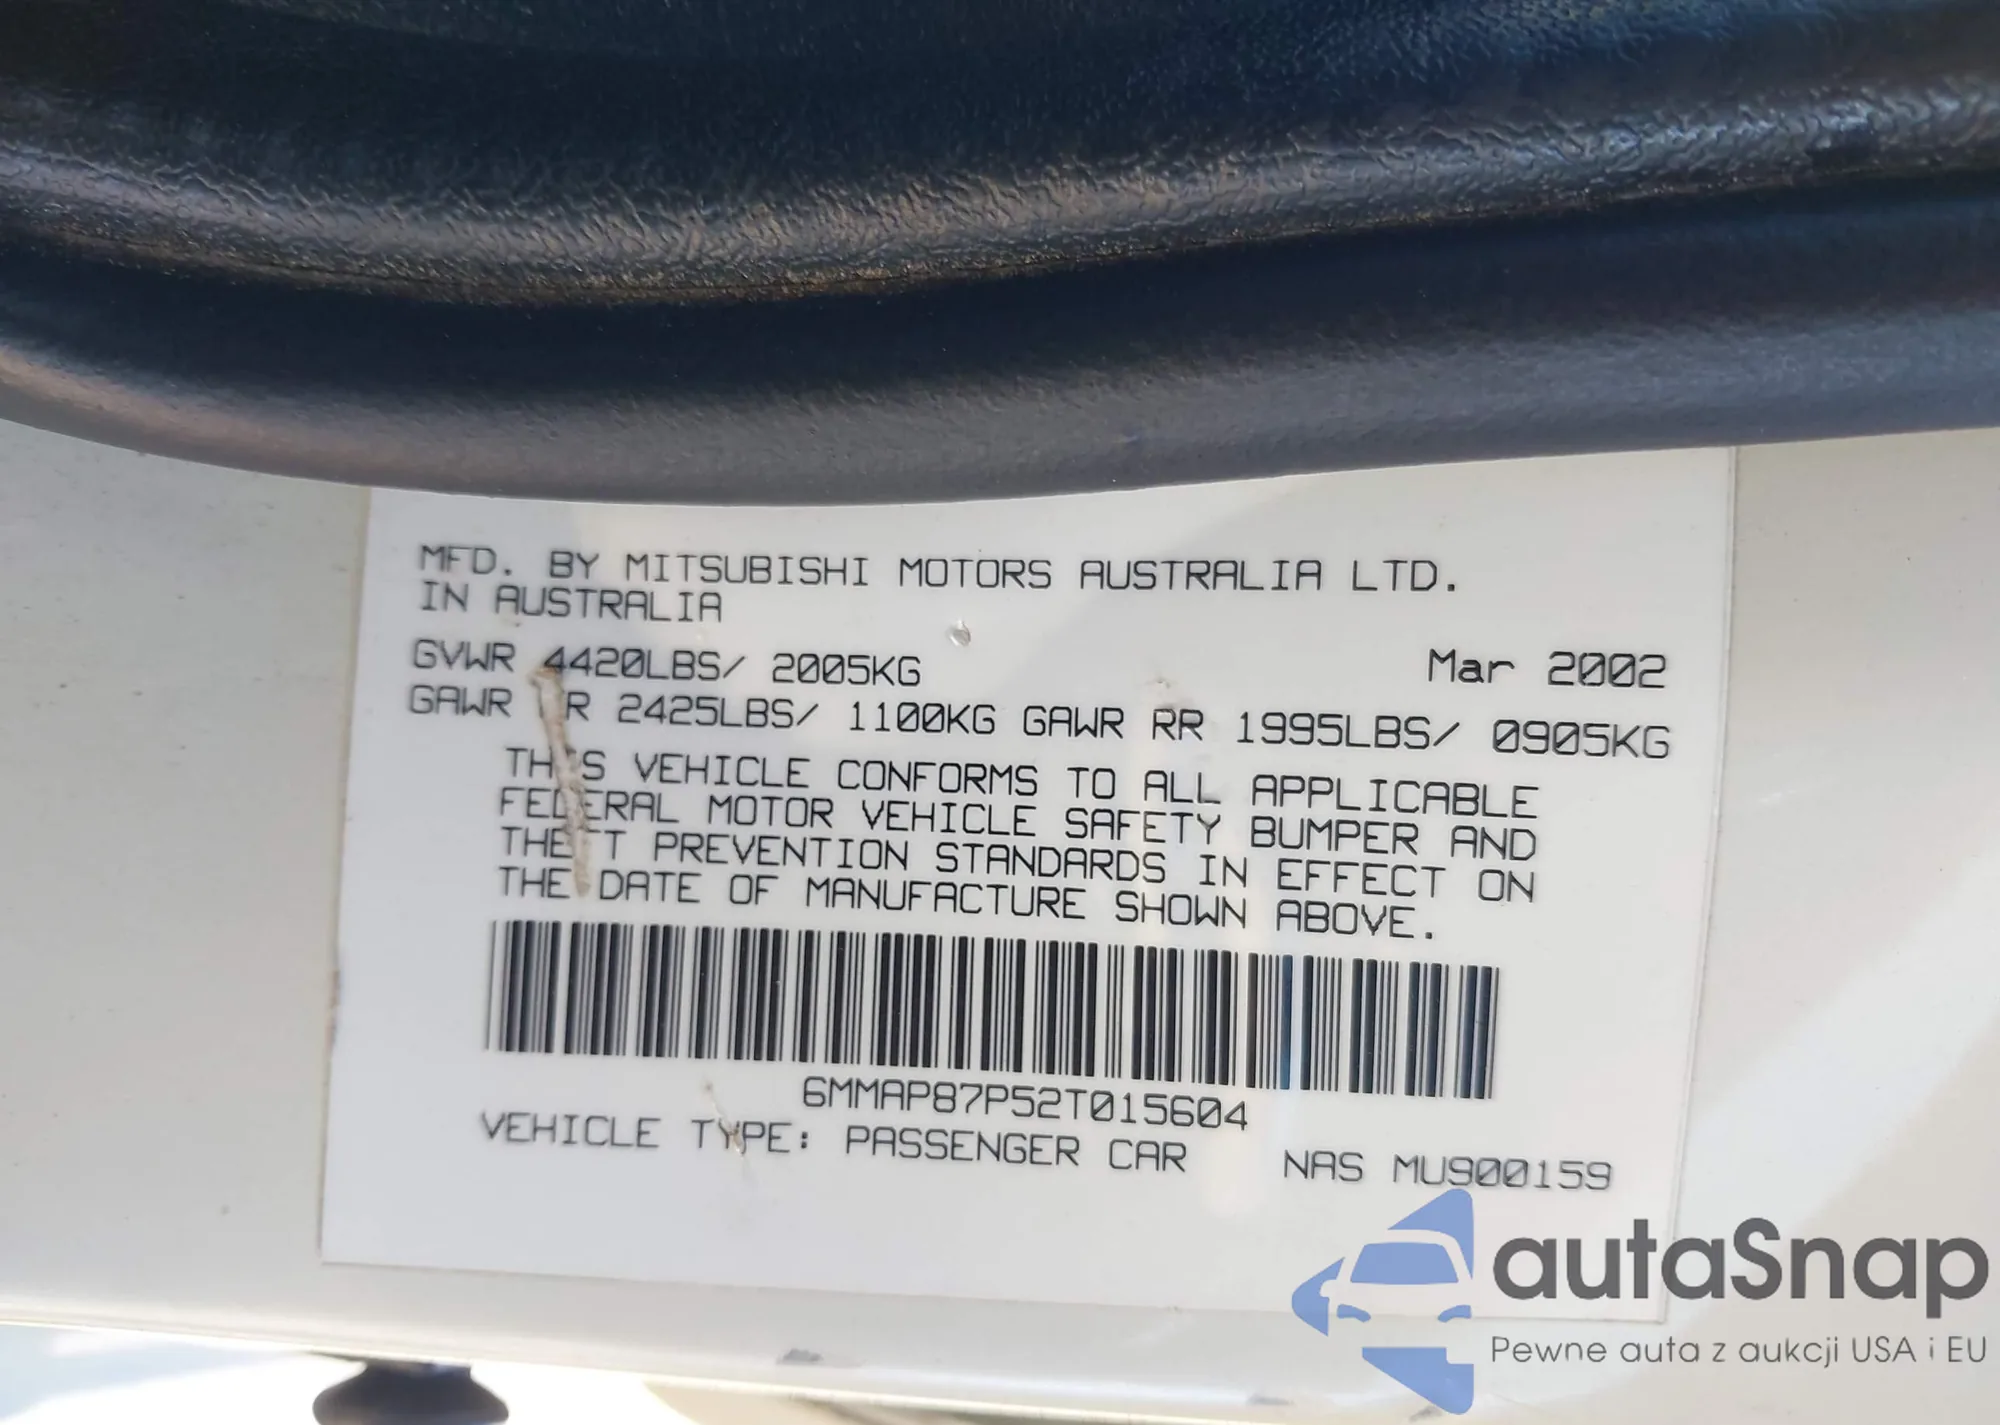 MFD. BY MITSUBISHI MOTORS AUSTRALIA LTD.
IN AUSTRALIA
GVWR 4420LBS/ 2005KG Mar 2002
GAWR FR 2425LBS/ 1100KG GAWR RR 1995LBS/ 0905KG
THIS VEHICLE CONFORMS TO ALL APPLICABLE
FEDERAL MOTOR VEHICLE SAFETY BUMPER AND
THEFT PREVENTION STANDARDS IN EFFECT ON
THE DATE OF MANUFACTURE SHOWN ABOVE.
6MMAP87P52T015604
VEHICLE TYPE: PASSENGER CAR NAS MU900159
autaSnap
Pewne auta z aukcji USA i EU